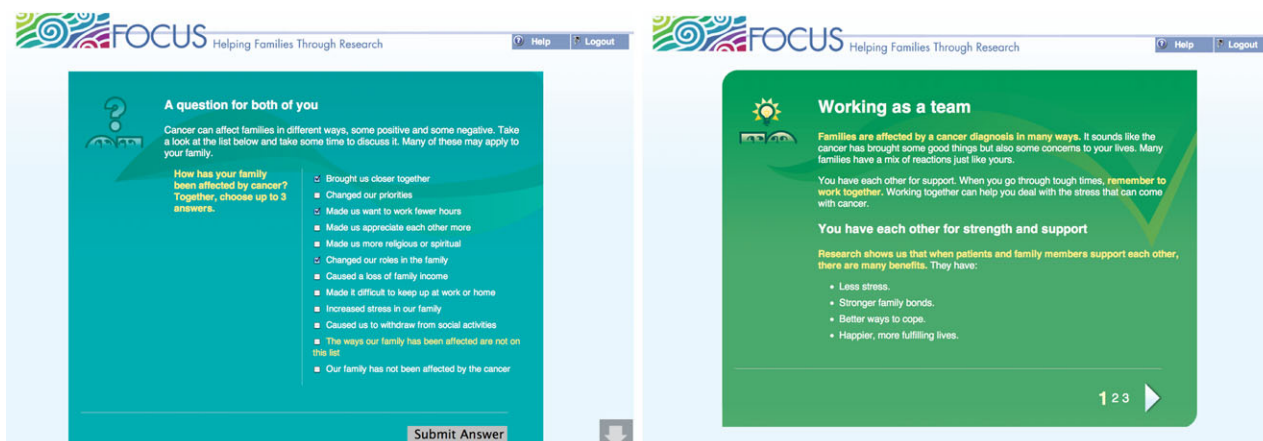 FOCUS Helping Families Through Research
Help
Logout
A question for both of you
Cancer can affect families in different ways, some positive and some negative. Take
a look at the list below and take some time to discuss it. Many of these may apply to
your family.
How has your family
been affected by cancer?
Together, choose up to 3
answers.
Brought us closer together
Changed our priorities
Made us want to work fewer hours
Made us appreciate each other more
Made us more religious or spiritual
Changed our roles in the family
Caused a loss of family income
Made it difficult to keep up at work or home
Increased stress in our family
Caused us to withdraw from social activities
The ways our family has been affected are not on
this list
Our family has not been affected by the cancer
Submit Answer
FOCUS Helping Families Through Research
Help
Logout
Working as a team
Families are affected by a cancer diagnosis in many ways. It sounds like the
cancer has brought some good things but also some concerns to your lives. Many
families have a mix of reactions just like yours.
You have each other for support. When you go through tough times, remember to
work together. Working together can help you deal with the stress that can come
with cancer.
You have each other for strength and support
Research shows us that when patients and family members support each other,
there are many benefits. They have:
• Less stress.
• Stronger family bonds.
• Better ways to cope.
• Happier, more fulfilling lives.
1 2 3